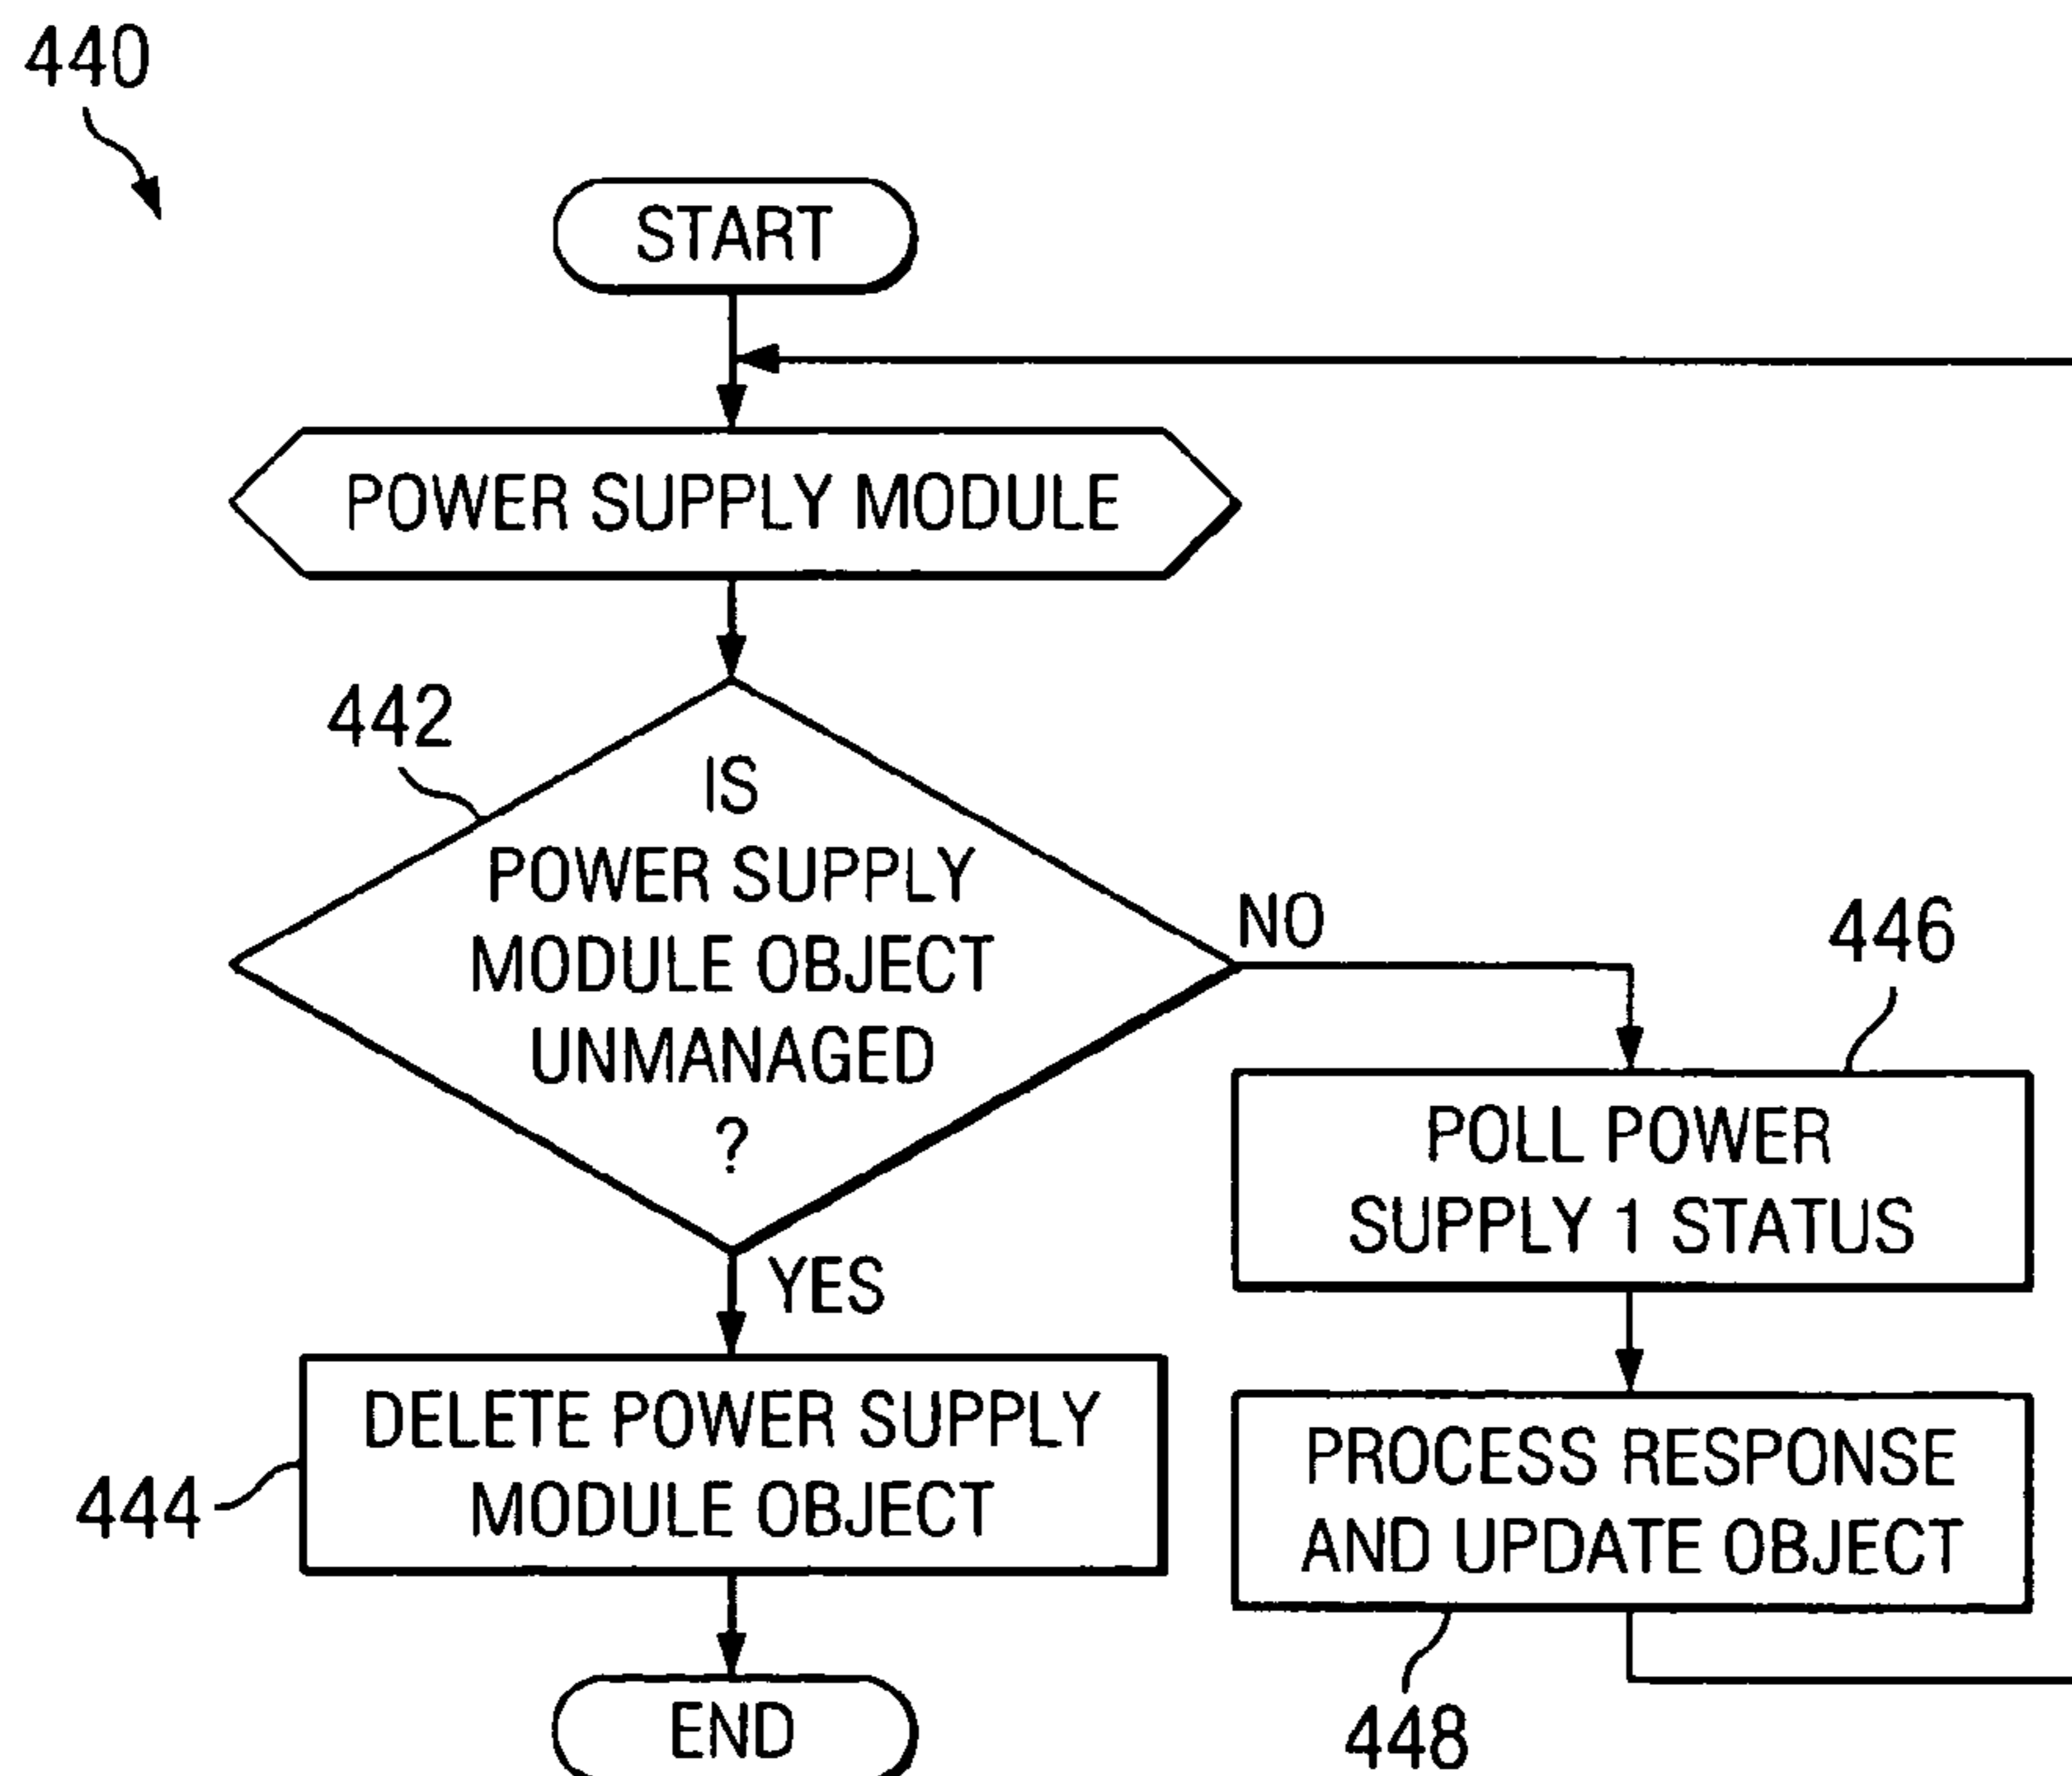 440
START
POWER SUPPLY MODULE
442
IS
POWER SUPPLY
MODULE OBJECT
UNMANAGED
?
NO
446
POLL POWER
SUPPLY 1 STATUS
YES
444
DELETE POWER SUPPLY
MODULE OBJECT
PROCESS RESPONSE
AND UPDATE OBJECT
448
END